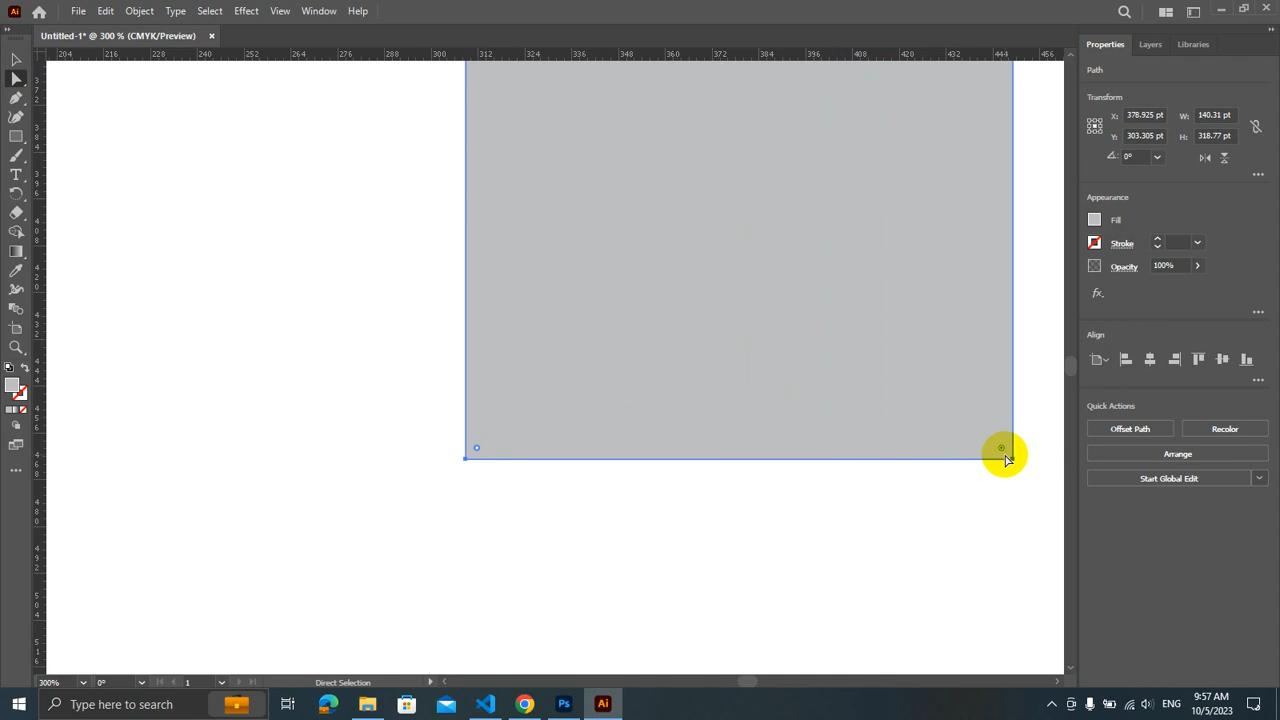 Ai File Edit Object Type Select Effect View Window Help
Untitled-1* @ 300 % (CMYK/Preview)
204 216 228 240 252 264 276 288 300 312 324 336 348 360 372 384 396 408 420 432 444 456
Properties Layers Libraries
Path
Transform
X: 378.925 pt W: 140.31 pt
Y: 303.305 pt H: 318.77 pt
0°
Appearance
Fill
Stroke
Opacity 100%
fx.
Align
Quick Actions
Offset Path Recolor
Arrange
Start Global Edit
300% 0° 1 Direct Selection
Type here to search Ps Ai ENG 9:57 AM
10/5/2023